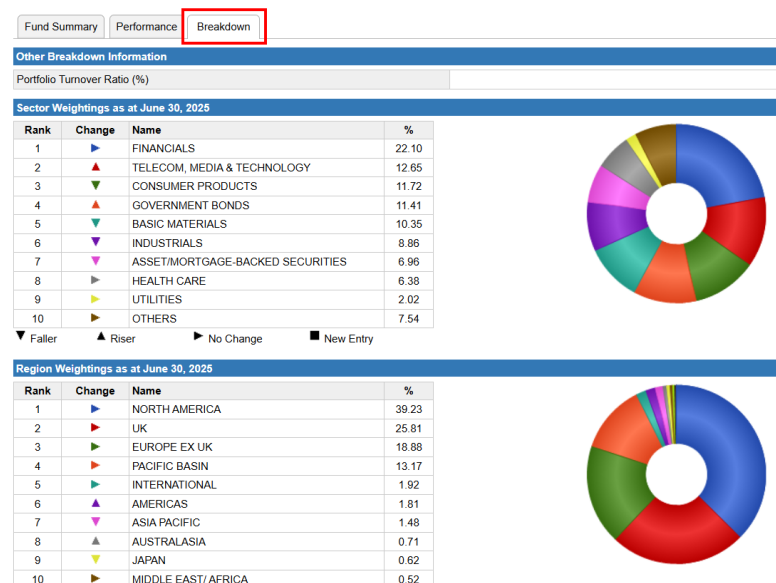 Fund Summary Performance Breakdown
Other Breakdown Information
Portfolio Turnover Ratio (%)
Sector Weightings as at June 30, 2025
Rank Change Name %
1 FINANCIALS 22.10
2 TELECOM, MEDIA & TECHNOLOGY 12.65
3 CONSUMER PRODUCTS 11.72
4 GOVERNMENT BONDS 11.41
5 BASIC MATERIALS 10.35
6 INDUSTRIALS 8.86
7 ASSET/MORTGAGE-BACKED SECURITIES 6.96
8 HEALTH CARE 6.38
9 UTILITIES 2.02
10 OTHERS 7.54
Faller Riser No Change New Entry
Region Weightings as at June 30, 2025
Rank Change Name %
1 NORTH AMERICA 39.23
2 UK 25.81
3 EUROPE EX UK 18.88
4 PACIFIC BASIN 13.17
5 INTERNATIONAL 1.92
6 AMERICAS 1.81
7 ASIA PACIFIC 1.48
8 AUSTRALASIA 0.71
9 JAPAN 0.62
10 MIDDLE EAST/ AFRICA 0.52